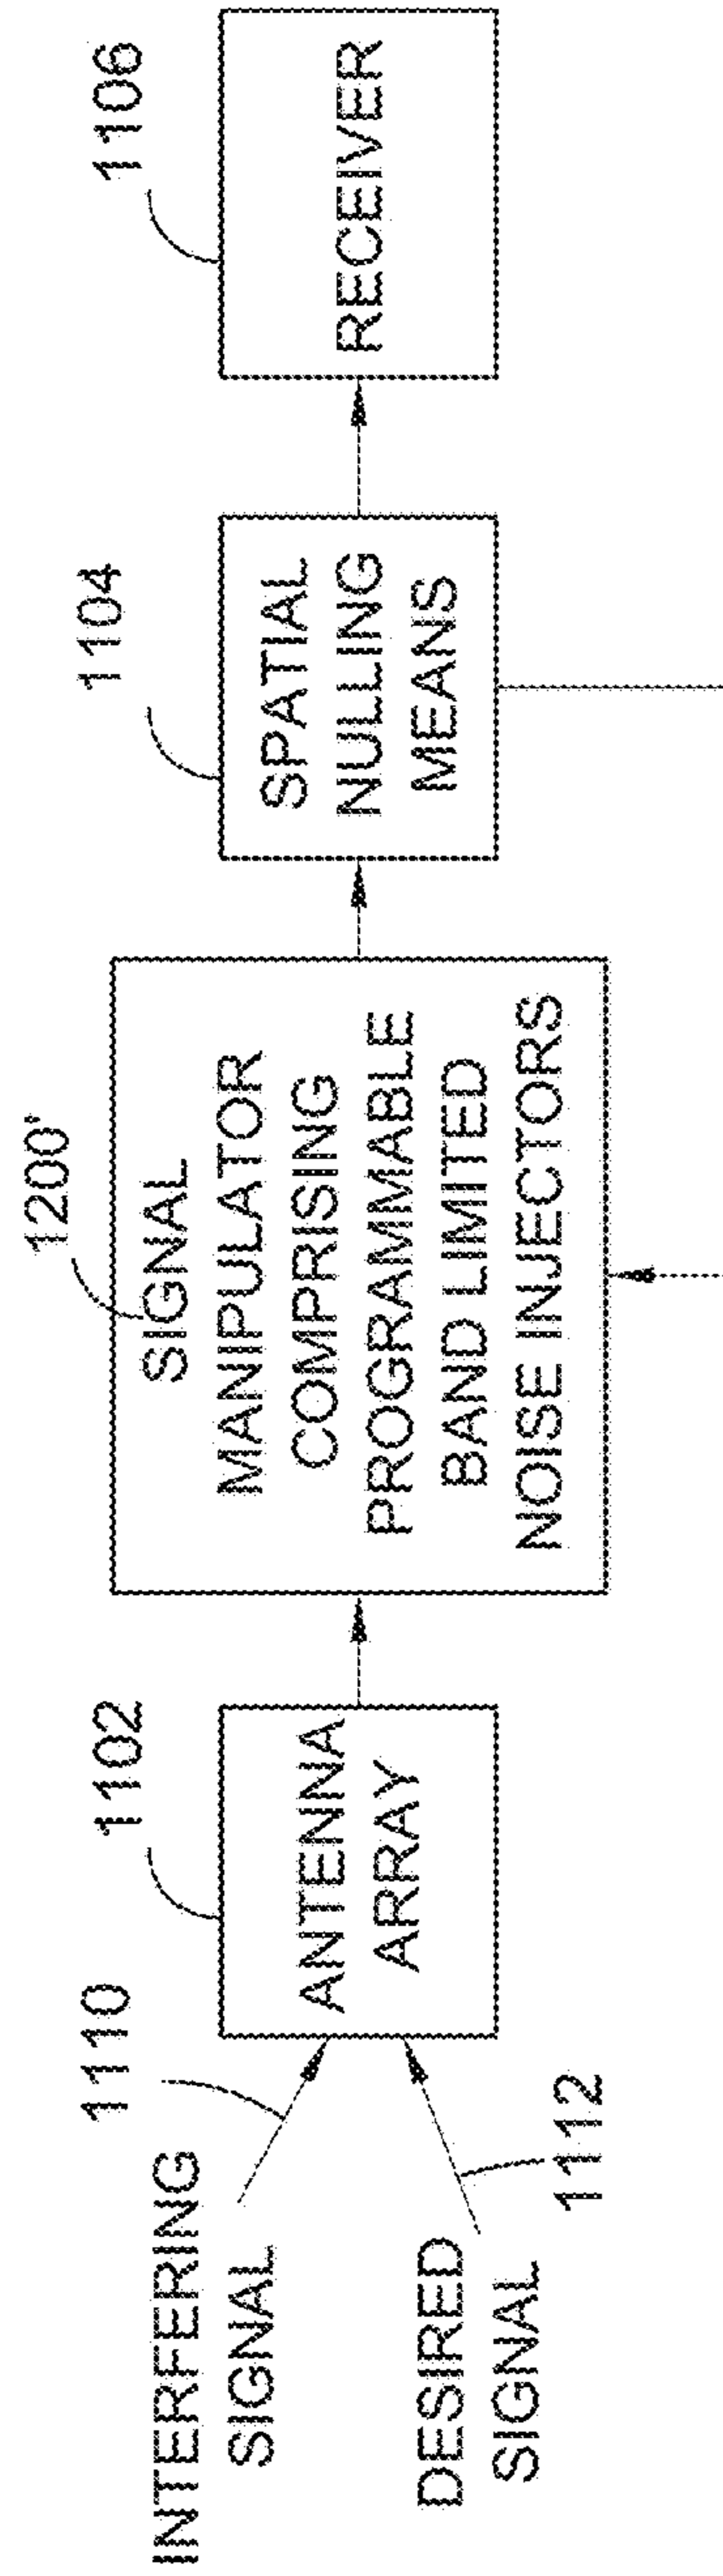 INTERFERING
SIGNAL
1110
DESIRED
SIGNAL
1112
1102
ANTENNA
ARRAY
1200'
SIGNAL
MANIPULATOR
COMPRISING
PROGRAMMABLE
BAND LIMITED
NOISE INJECTORS
1104
SPATIAL
NULLING
MEANS
1106
RECEIVER